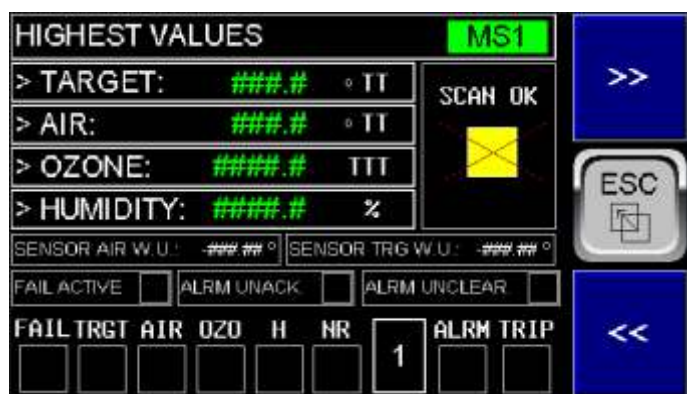 HIGHEST VALUES MS1
>>
> TARGET: ###.# ° TT
SCAN OK
> AIR: ###.# ° TT
> OZONE: ####.# TTT
> HUMIDITY: ####.# %
ESC
SENSOR AIR W.U.: -###.## ° SENSOR TRG W.U.: -###.## °
FAIL ACTIVE ALRM UNACK ALRM UNCLEAR
FAIL TRGT AIR OZO H NR 1 ALRM TRIP
<<